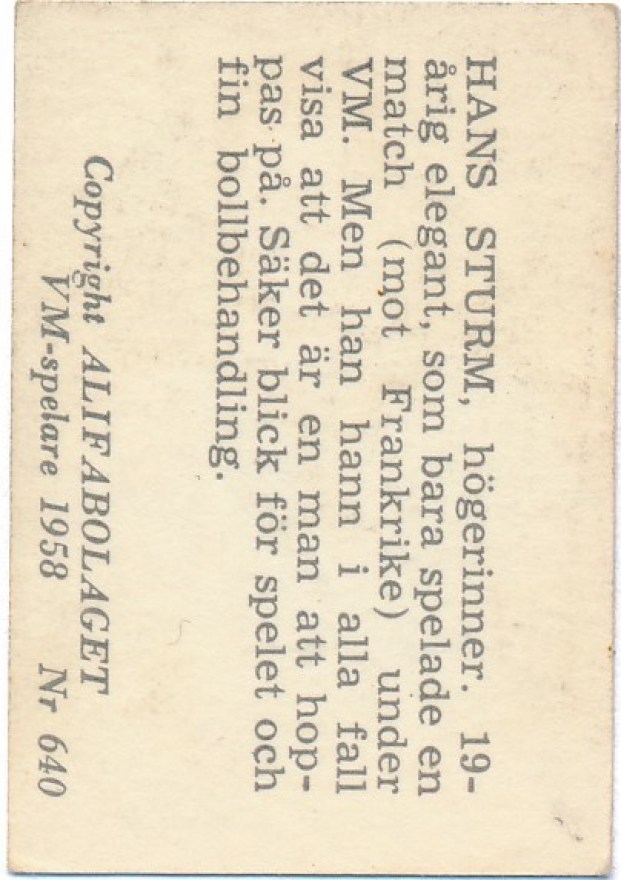 HANS STURM, högerinner. 19-
årig elegant, som bara spelade en
match (mot Frankrike) under
VM. Men han hann i alla fall
visa att det är en man att hop-
pas på. Säker blick för spelet och
fin bollbehandling.
Copyright ALIFABOLAGET
VM-spelare 1958 Nr 640